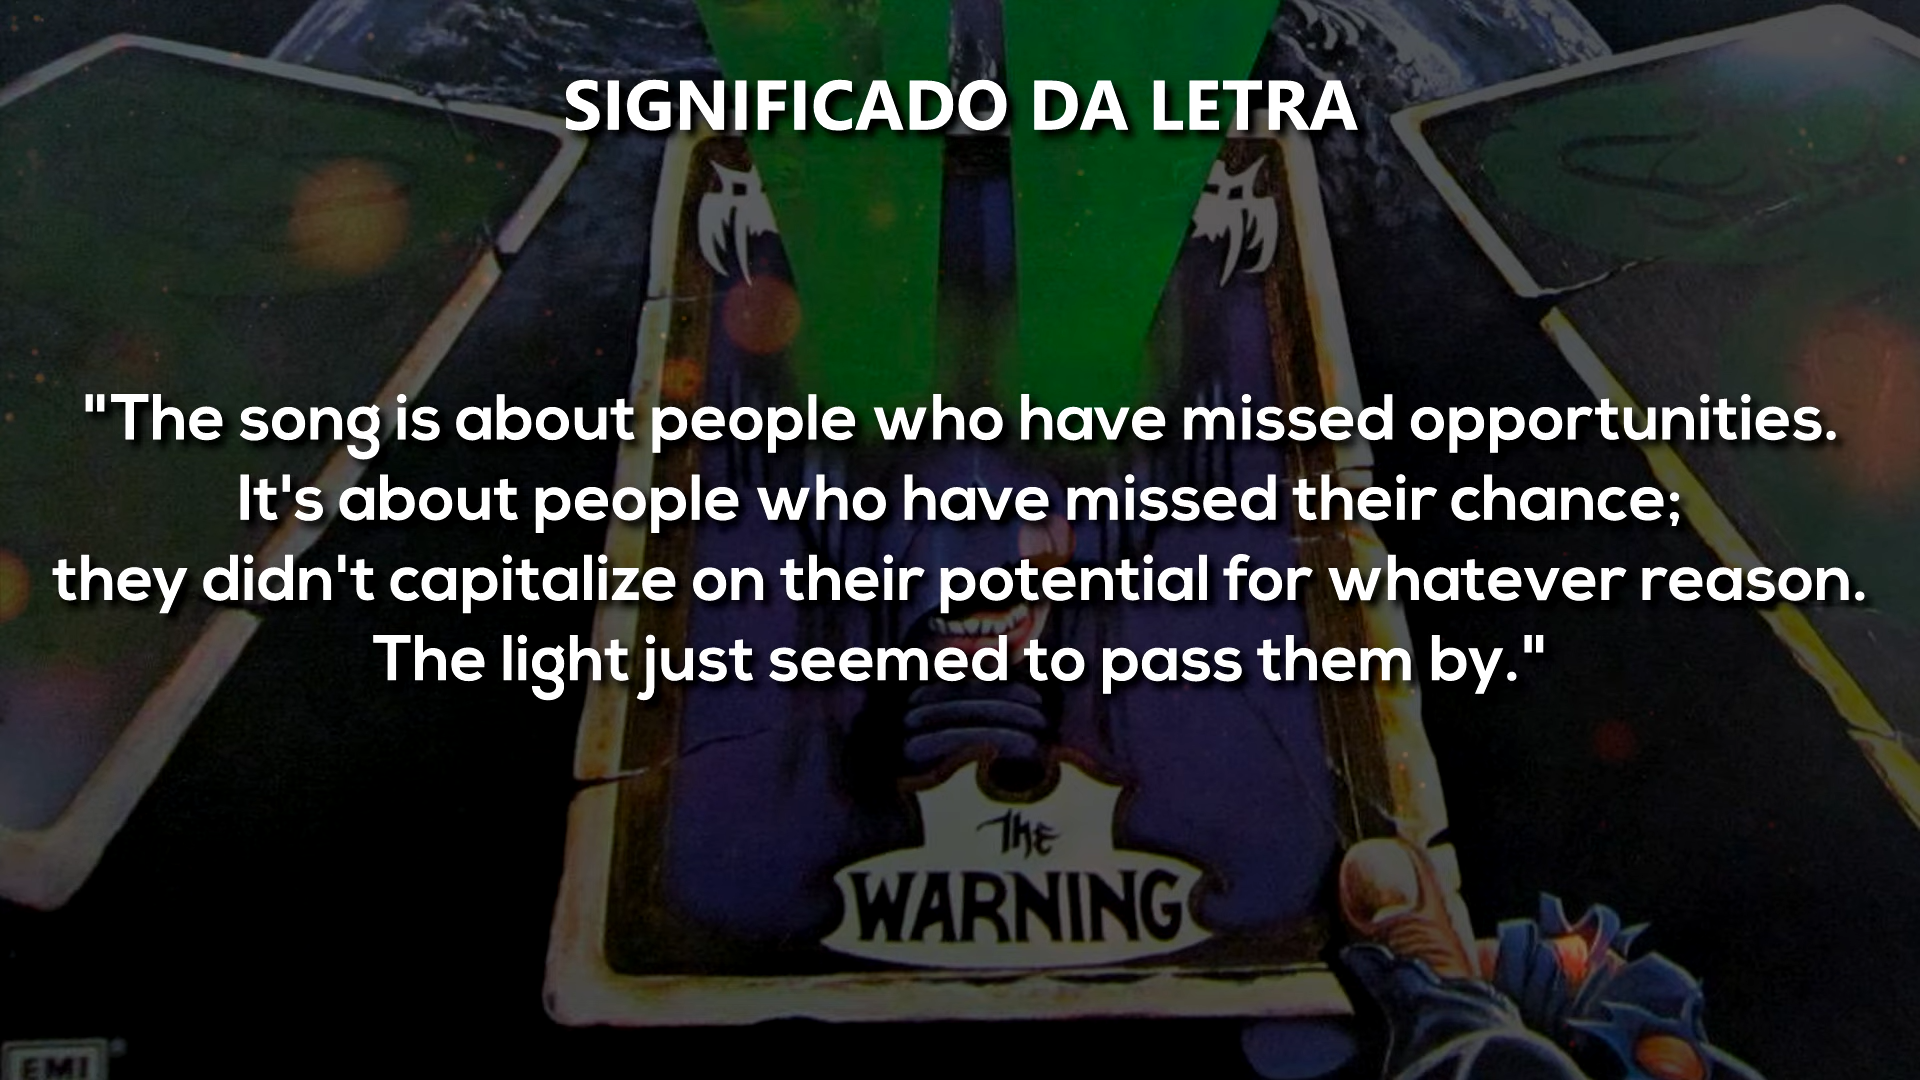 SIGNIFICADO DA LETRA
"The song is about people who have missed opportunities.
It's about people who have missed their chance;
they didn't capitalize on their potential for whatever reason.
The light just seemed to pass them by."
THE
WARNING
EMI